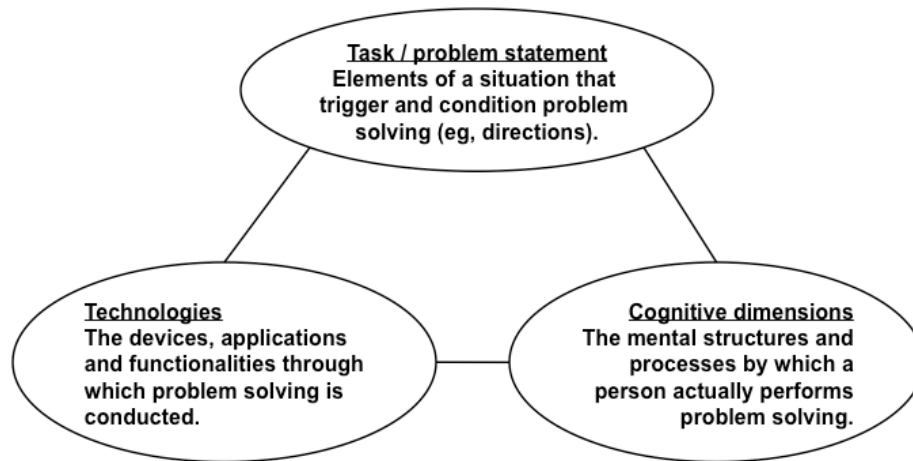 Task / problem statement
Elements of a situation that
trigger and condition problem
solving (eg, directions).
Technologies
The devices, applications
and functionalities through
which problem solving is
conducted.
Cognitive dimensions
The mental structures and
processes by which a
person actually performs
problem solving.